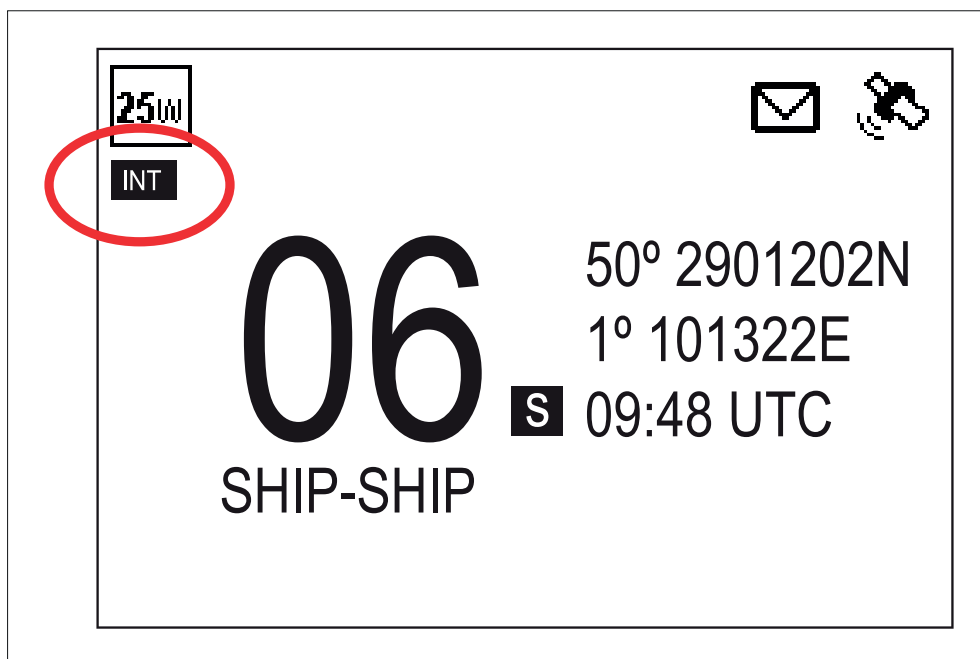 25W
INT
06
SHIP-SHIP
50º 2901202N
1º 101322E
S 09:48 UTC